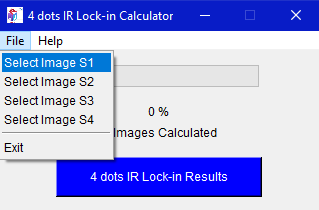 4 dots IR Lock-in Calculator
File Help
Select Image S1
Select Image S2
Select Image S3
Select Image S4
Exit
0 %
Images Calculated
4 dots IR Lock-in Results